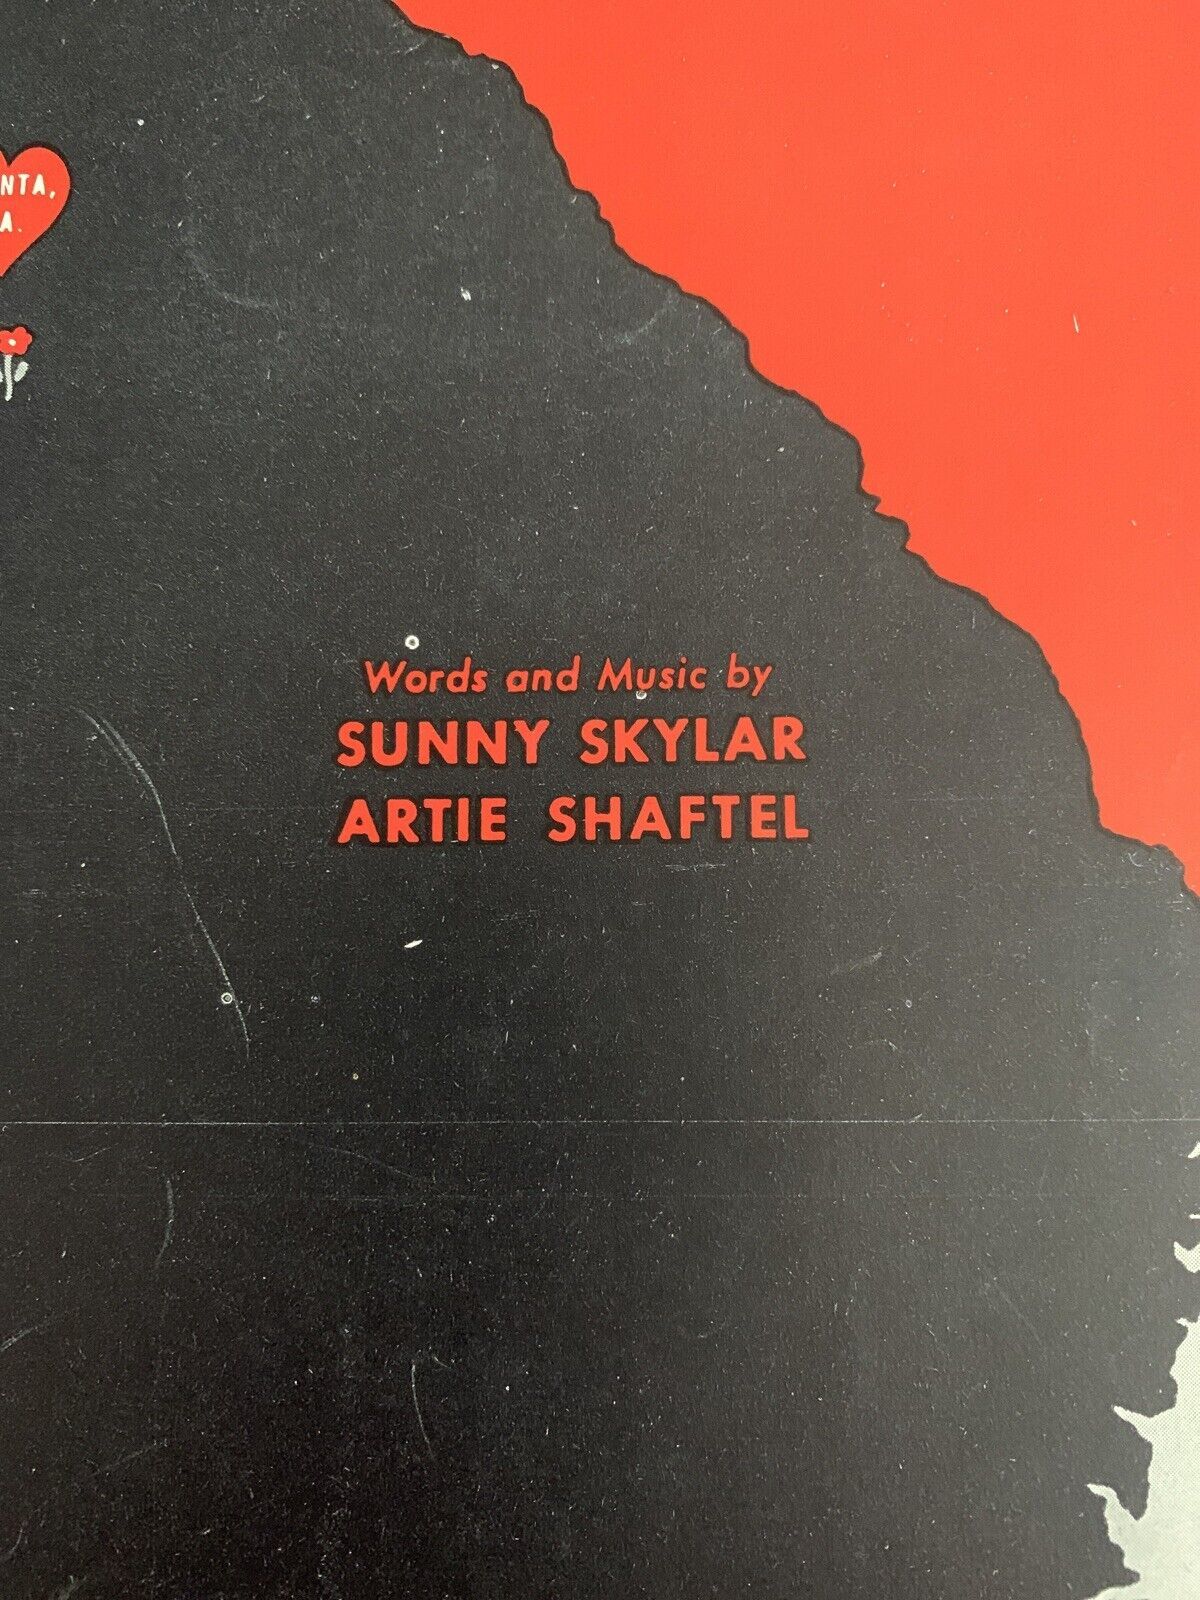 NTA,
A.
Words and Music by
SUNNY SKYLAR
ARTIE SHAFTEL